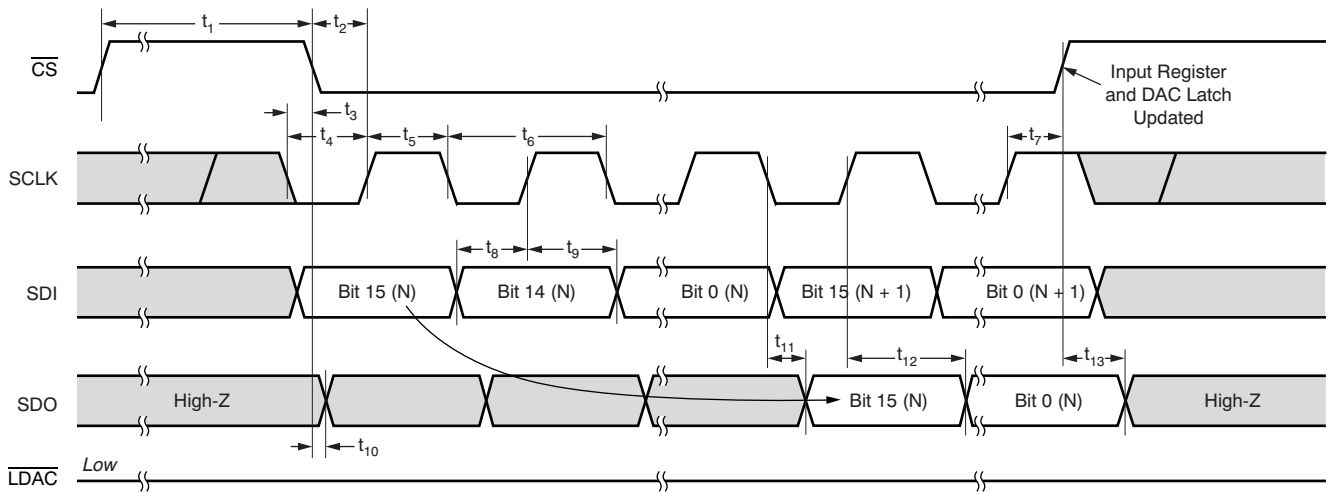 t1 t2
CS
Input Register
and DAC Latch
Updated
t3
t4 t5 t6 t7
SCLK
t8 t9
SDI Bit 15 (N) Bit 14 (N) Bit 0 (N) Bit 15 (N + 1) Bit 0 (N + 1)
t11 t12 t13
SDO High-Z Bit 15 (N) Bit 0 (N) High-Z
t10
LDAC Low